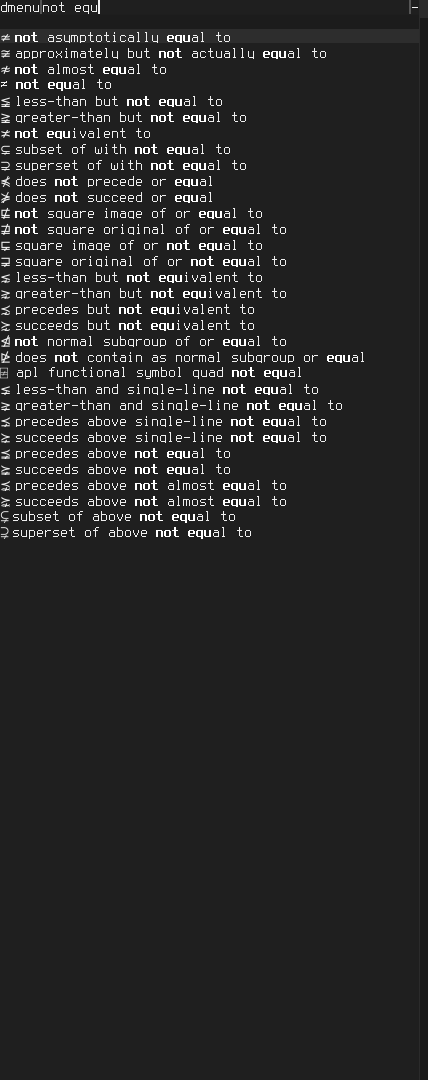 dmenu not equ
≄ not asymptotically equal to
≆ approximately but not actually equal to
≉ not almost equal to
≠ not equal to
≨ less-than but not equal to
≩ greater-than but not equal to
≭ not equivalent to
⊊ subset of with not equal to
⊋ superset of with not equal to
⋠ does not precede or equal
⋡ does not succeed or equal
⋢ not square image of or equal to
⋣ not square original of or equal to
⋤ square image of or not equal to
⋥ square original of or not equal to
⋦ less-than but not equivalent to
⋧ greater-than but not equivalent to
⋨ precedes but not equivalent to
⋩ succeeds but not equivalent to
⋬ not normal subgroup of or equal to
⋭ does not contain as normal subgroup or equal
⍯ apl functional symbol quad not equal
⪇ less-than and single-line not equal to
⪈ greater-than and single-line not equal to
⪱ precedes above single-line not equal to
⪲ succeeds above single-line not equal to
⪵ precedes above not equal to
⪶ succeeds above not equal to
⪹ precedes above not almost equal to
⪺ succeeds above not almost equal to
⫋ subset of above not equal to
⫌ superset of above not equal to